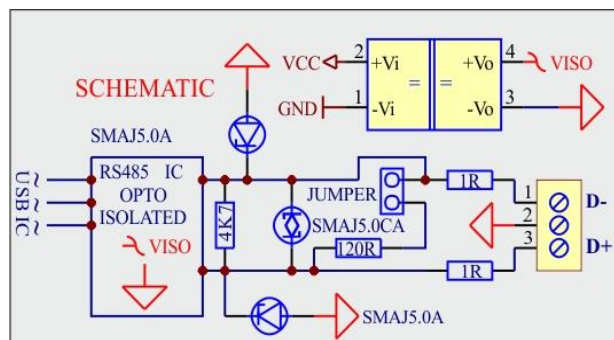 SCHEMATIC
VCC
2
+Vi
=
=
+Vo
4
VISO
GND
1
-Vi
-Vo
3
SMAJ5.0A
USB IC
~
~
~
RS485 IC
OPTO
ISOLATED
VISO
4K7
JUMPER
SMAJ5.0CA
120R
1R
1R
1
2
3
D-
D+
SMAJ5.0A